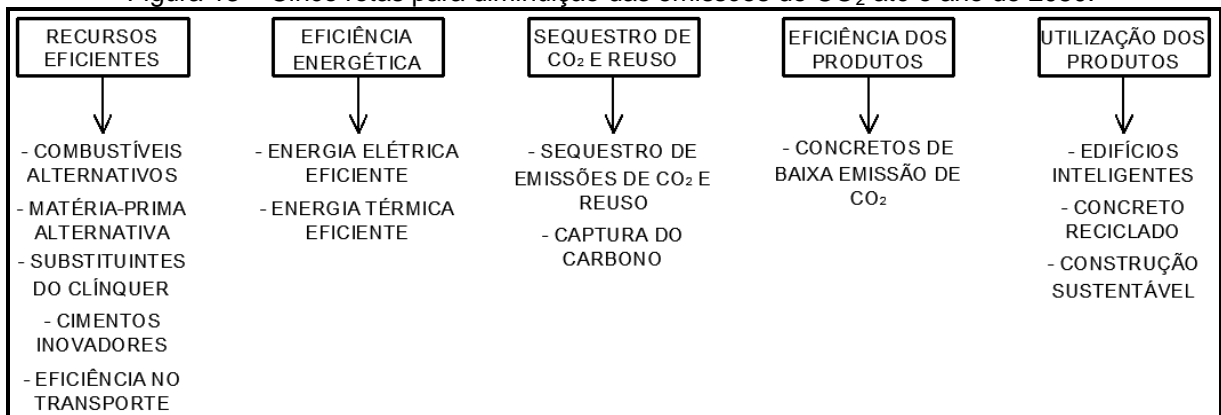 RECURSOS
EFICIENTES
- COMBUSTÍVEIS
ALTERNATIVOS
- MATÉRIA-PRIMA
ALTERNATIVA
- SUBSTITUINTES
DO CLÍNQUER
- CIMENTOS
INOVADORES
- EFICIÊNCIA NO
TRANSPORTE
EFICIÊNCIA
ENERGÉTICA
- ENERGIA ELÉTRICA
EFICIENTE
- ENERGIA TÉRMICA
EFICIENTE
SEQUESTRO DE
CO₂ E REUSO
- SEQUESTRO DE
EMISSÕES DE CO₂ E
REUSO
- CAPTURA DO
CARBONO
EFICIÊNCIA DOS
PRODUTOS
- CONCRETOS DE
BAIXA EMISSÃO DE
CO₂
UTILIZAÇÃO DOS
PRODUTOS
- EDIFÍCIOS
INTELIGENTES
- CONCRETO
RECICLADO
- CONSTRUÇÃO
SUSTENTÁVEL